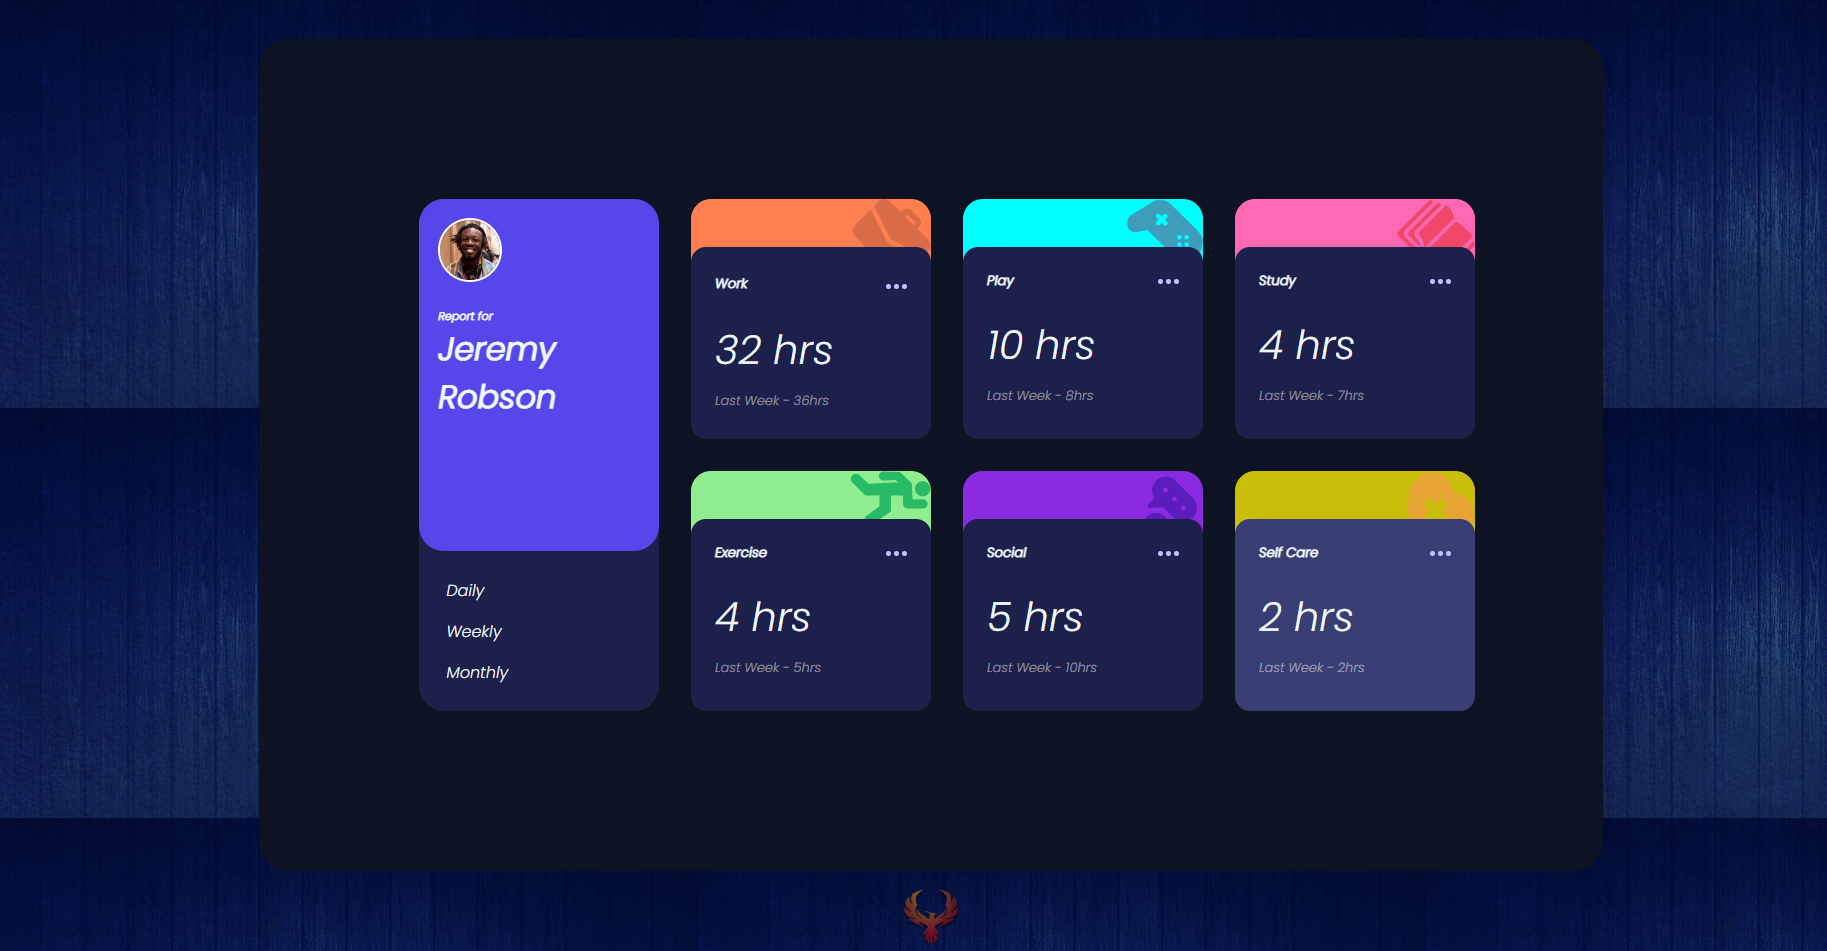 Report for
Jeremy
Robson
Daily
Weekly
Monthly
Work
32 hrs
Last Week - 36hrs
Play
10 hrs
Last Week - 8hrs
Study
4 hrs
Last Week - 7hrs
Exercise
4 hrs
Last Week - 5hrs
Social
5 hrs
Last Week - 10hrs
Self Care
2 hrs
Last Week - 2hrs